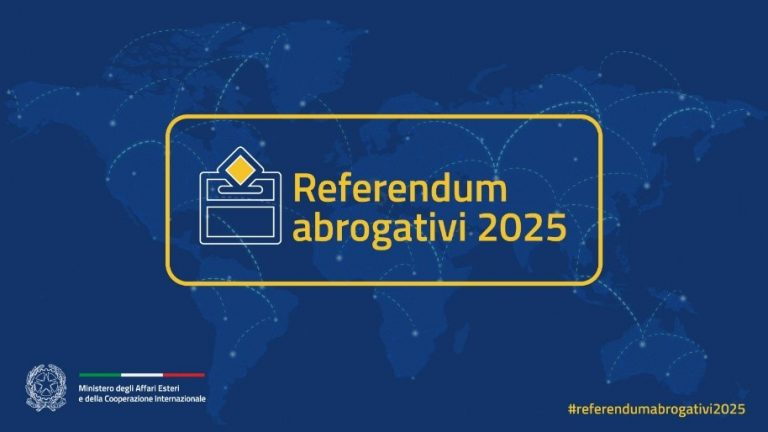 Referendum
abrogativi 2025
Ministero degli Affari Esteri
e della Cooperazione Internazionale
#referendumabrogativi2025